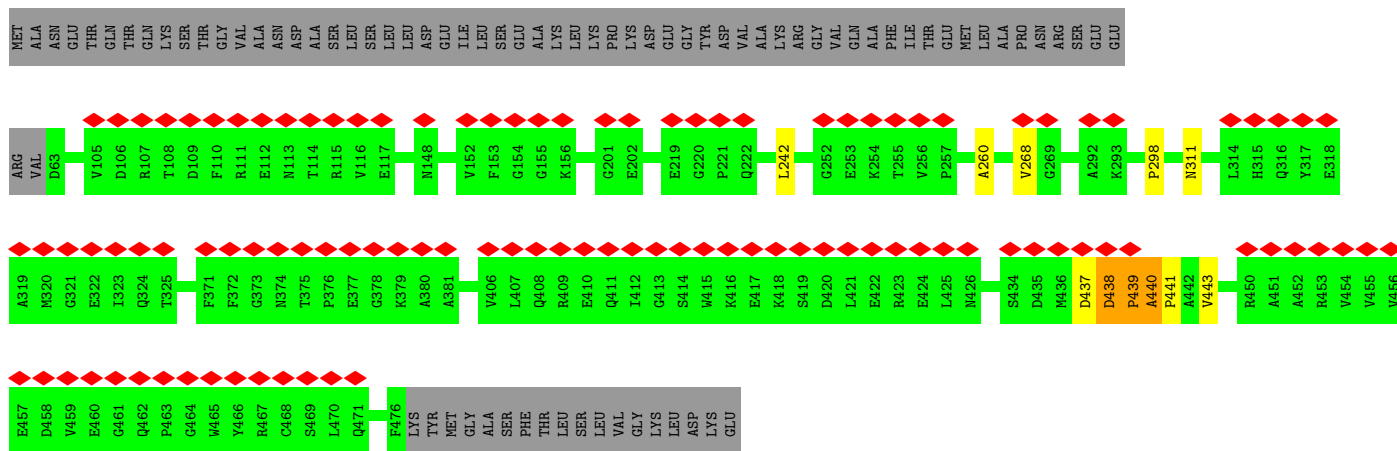 MET ALA ASN GLU THR GLN THR GLN LYS SER THR GLY VAL ALA ASN ASP ALA SER LEU SER LEU LEU ASP GLU ILE LEU SER GLU ALA LYS LEU LYS PRO LYS ASP GLU GLY TYR ASP VAL ALA LYS ARG GLY VAL GLN ALA PHE ILE THR GLU MET LEU ALA PRO ASN ARG SER GLU GLU
ARG VAL D63 V105 D106 R107 T108 D109 F110 R111 E112 N113 T114 R115 V116 E117 N148 V152 F153 G154 G155 K156 G201 E202 E219 G220 P221 Q222 L242 G252 E253 K254 T255 V256 P257 A260 V268 G269 A292 K293 P298 N311 L314 H315 Q316 Y317 E318
A319 M320 G321 E322 I323 Q324 T325 F371 F372 G373 N374 T375 P376 E377 G378 K379 A380 A381 V406 L407 Q408 R409 E410 Q411 I412 G413 S414 W415 K416 E417 K418 S419 D420 L421 E422 R423 E424 L425 N426 S434 D435 M436 D437 D438 P439 A440 P441 A442 V443 R450 A451 A452 R453 V454 V455 V456
E457 D458 V459 E460 G461 Q462 P463 G464 W465 Y466 R467 C468 S469 L470 Q471 F476 LYS TYR MET GLY ALA SER PHE THR LEU SER LEU VAL GLY LYS LEU ASP LYS GLU